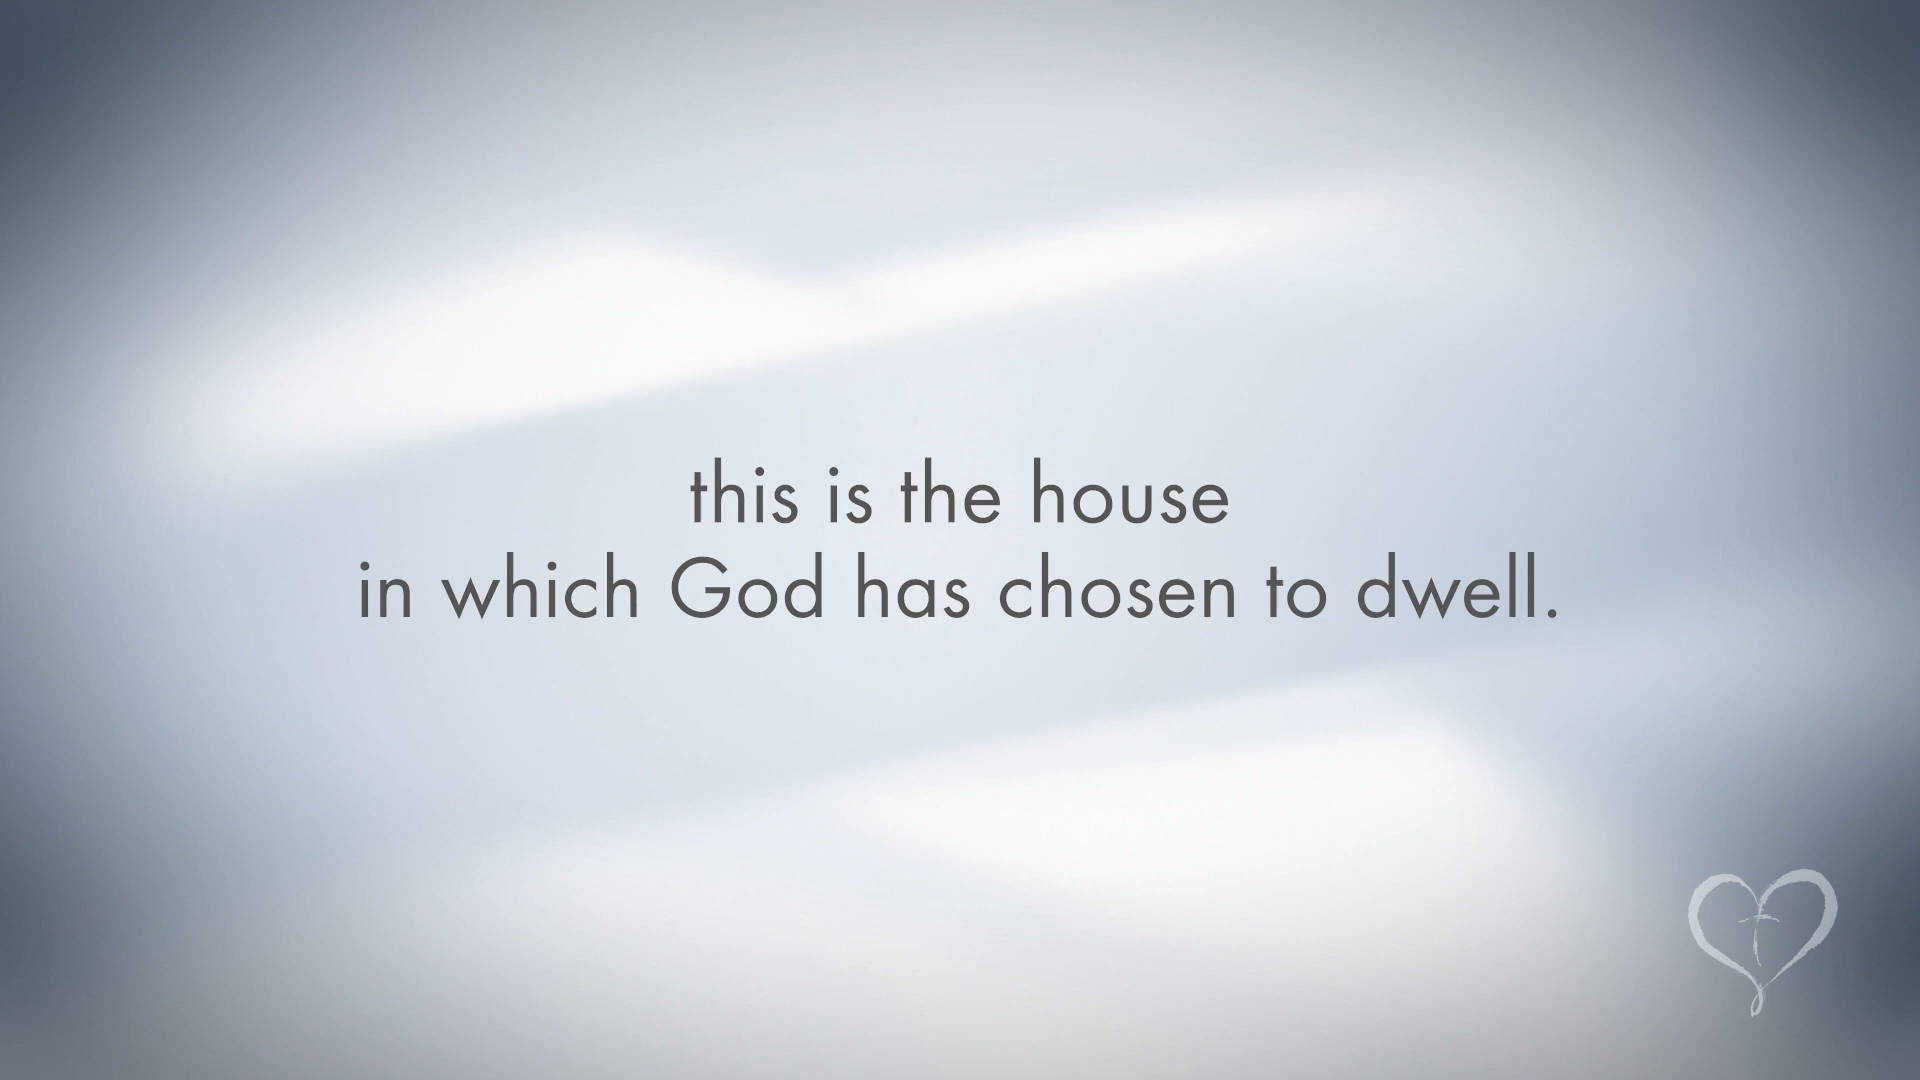 this is the house
in which God has chosen to dwell.